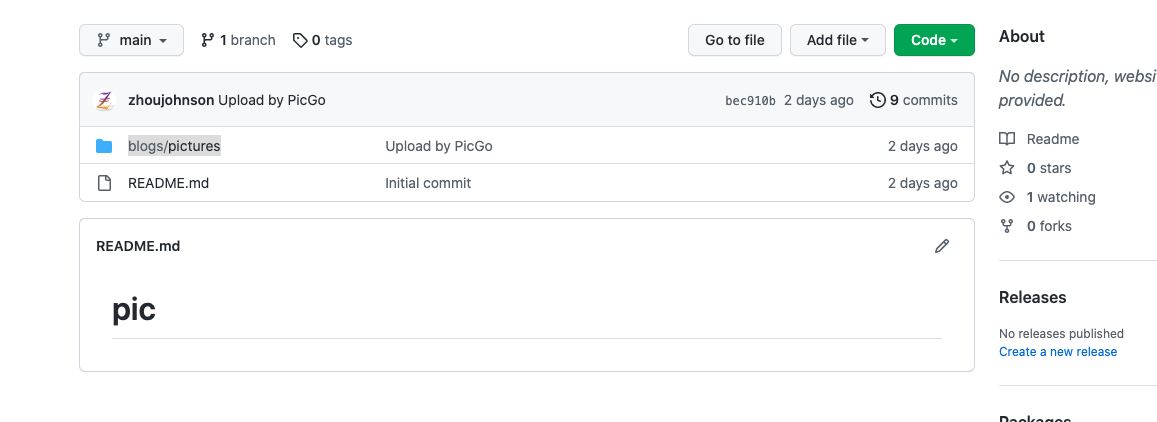 main 1 branch 0 tags Go to file Add file Code
zhoujohnson Upload by PicGo bec910b 2 days ago 9 commits
blogs/pictures Upload by PicGo 2 days ago
README.md Initial commit 2 days ago
README.md
pic
About
No description, websi
provided.
Readme
0 stars
1 watching
0 forks
Releases
No releases published
Create a new release
Packages